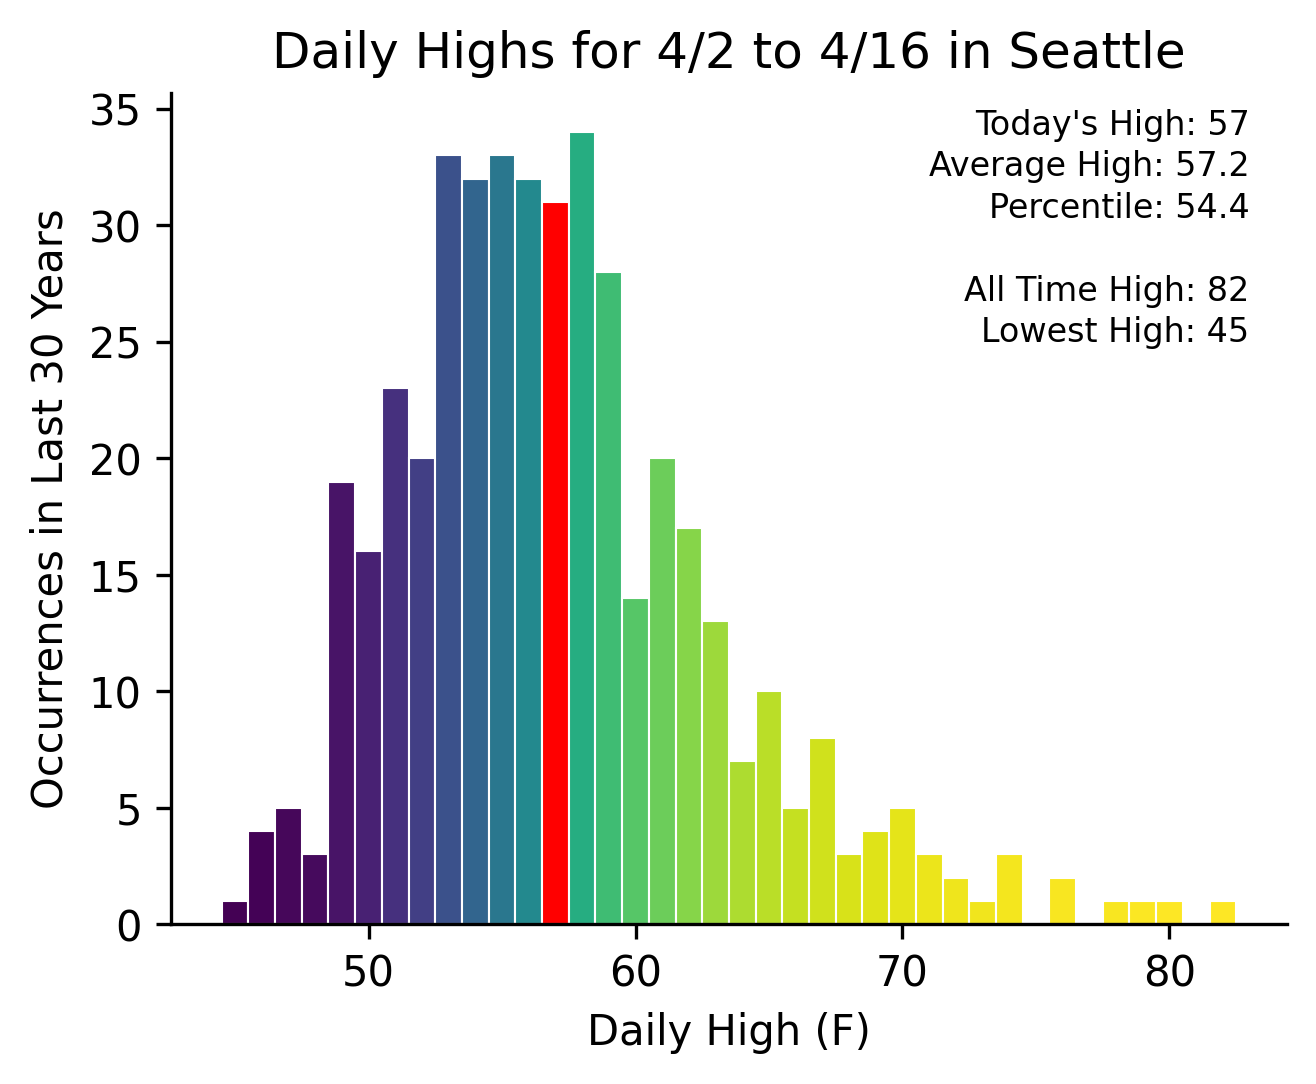 Daily Highs for 4/2 to 4/16 in Seattle
Today's High: 57
Average High: 57.2
Percentile: 54.4
All Time High: 82
Lowest High: 45
Occurrences in Last 30 Years
35
30
25
20
15
10
5
0
50 60 70 80
Daily High (F)